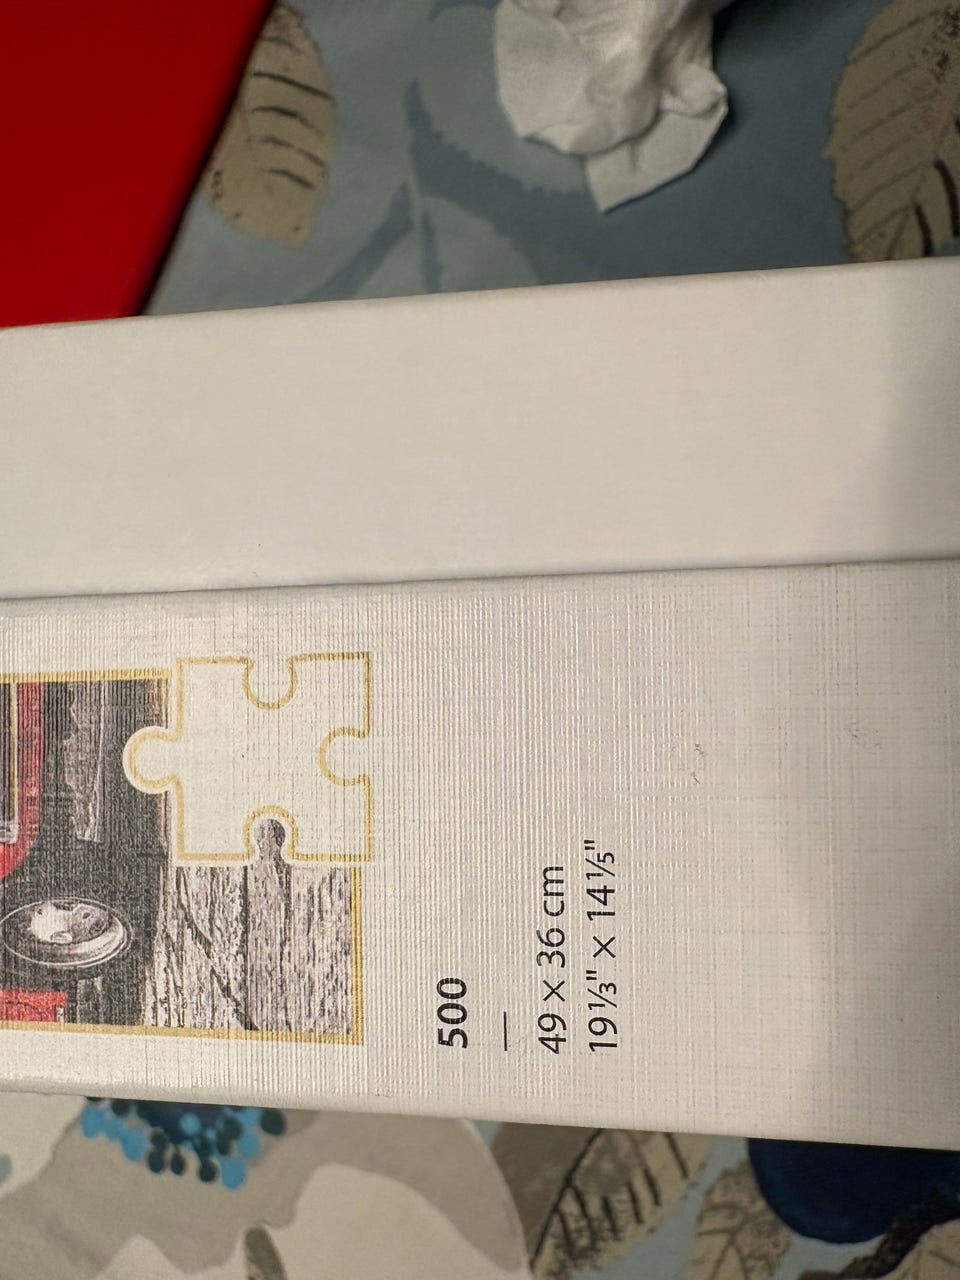 500
49 × 36 cm
19⅓" × 14⅕"